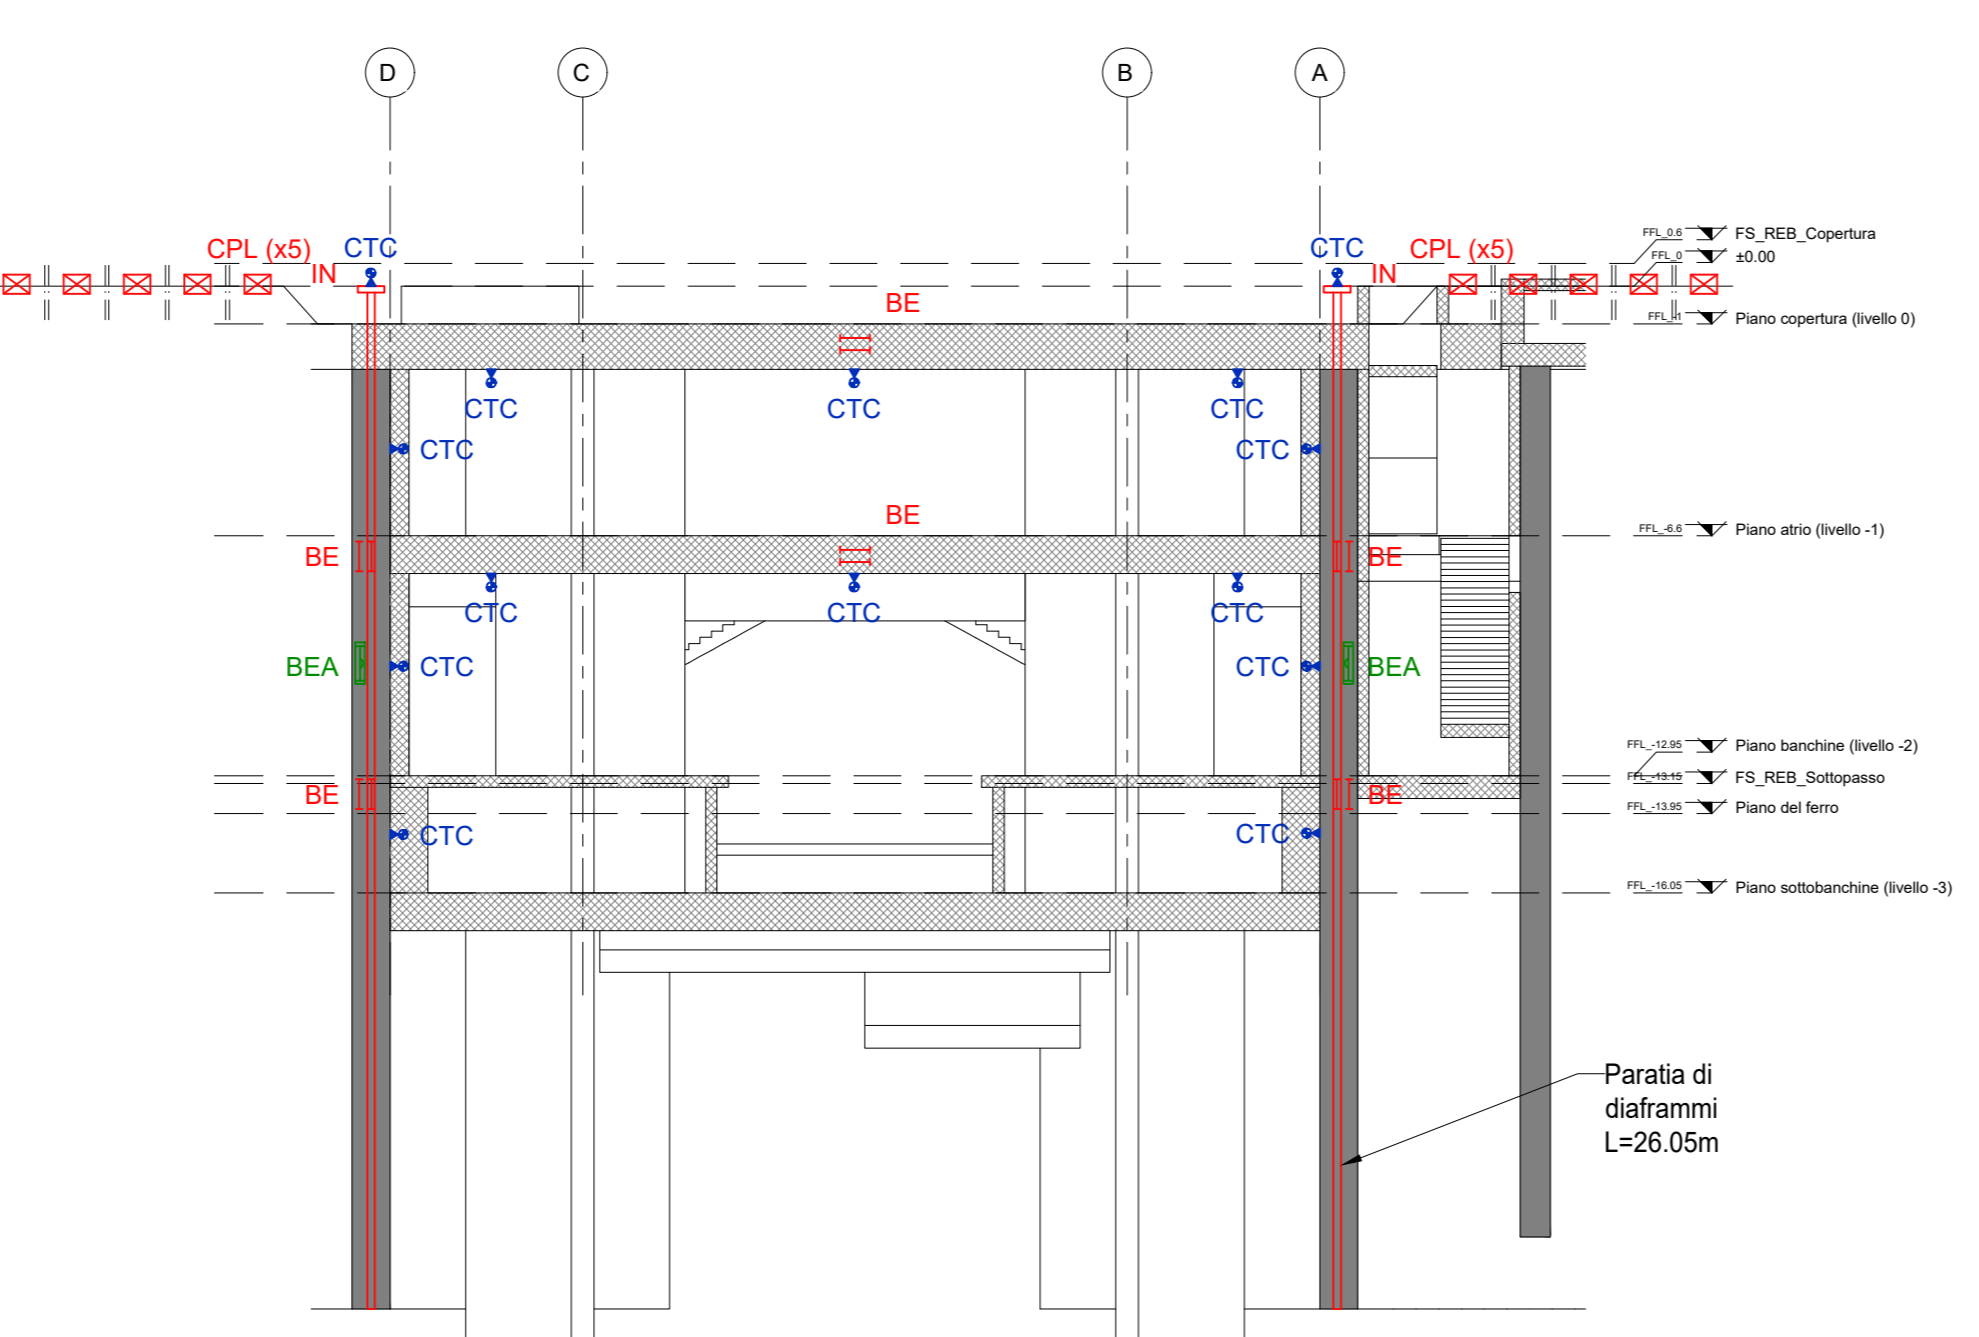 D
C
B
A
FFL_0.6 FS_REB_Copertura
CPL (x5) CTC CTC CPL (x5)
FFL_0 ±0.00
IN IN
BE
FFL_-1 Piano copertura (livello 0)
CTC CTC CTC
CTC CTC
BE
FFL_-6.6 Piano atrio (livello -1)
BE BE
CTC CTC CTC
BEA CTC CTC BEA
FFL_-12.95 Piano banchine (livello -2)
FFL_-13.15 FS_REB_Sottopasso
BE BE
FFL_-13.95 Piano del ferro
CTC CTC
FFL_-16.05 Piano sottobanchine (livello -3)
Paratia di
diaframmi
L=26.05m